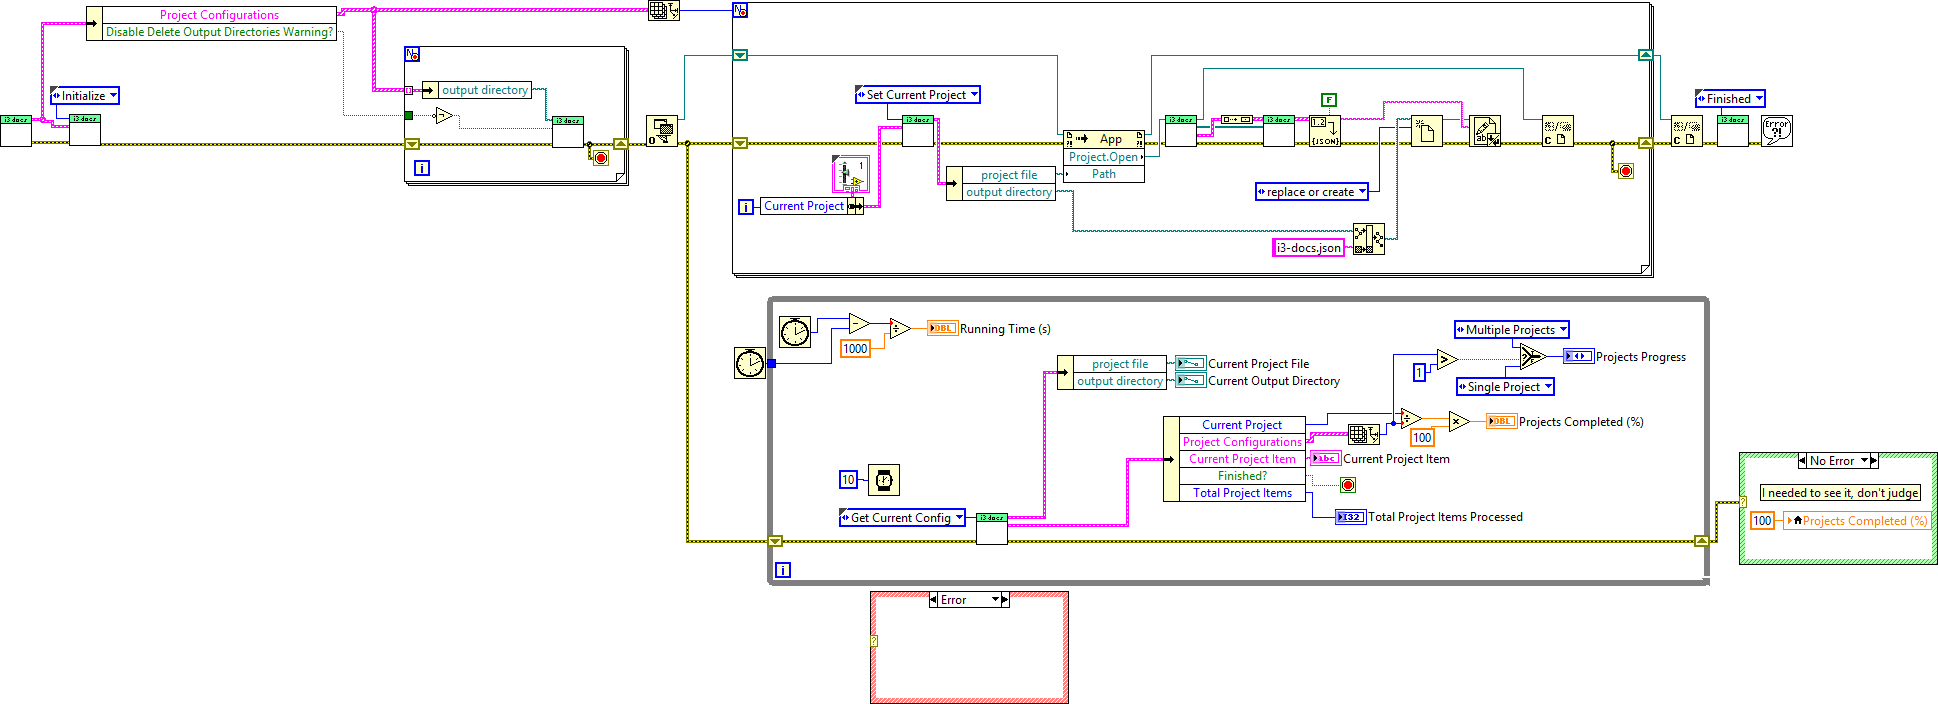 Project Configurations
Disable Delete Output Directories Warning?
Initialize
i3 docs
i3 docs
N
output directory
i3 docs
i
N
Set Current Project
i3 docs
1
i
Current Project
project file
output directory
App
Project.Open
Path
i3 docs
i3 docs
F
{JSON}
replace or create
i3-docs.json
Finished
i3 docs
Error
?!
Running Time (s)
DBL
1000
project file
output directory
Current Project File
Current Output Directory
Multiple Projects
1
Single Project
Projects Progress
Current Project
Project Configurations
Current Project Item
Finished?
Total Project Items
100
DBL
Projects Completed (%)
abc
Current Project Item
I32
Total Project Items Processed
10
Get Current Config
i3 docs
i
No Error
I needed to see it, don't judge
100
Projects Completed (%)
Error